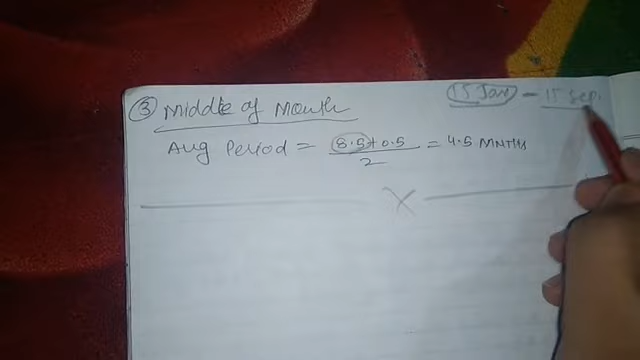 ③ Middle of Month
15 Jan - 15 Sep.
Avg Period = 8.5+0.5 / 2 = 4.5 MNTHS
X